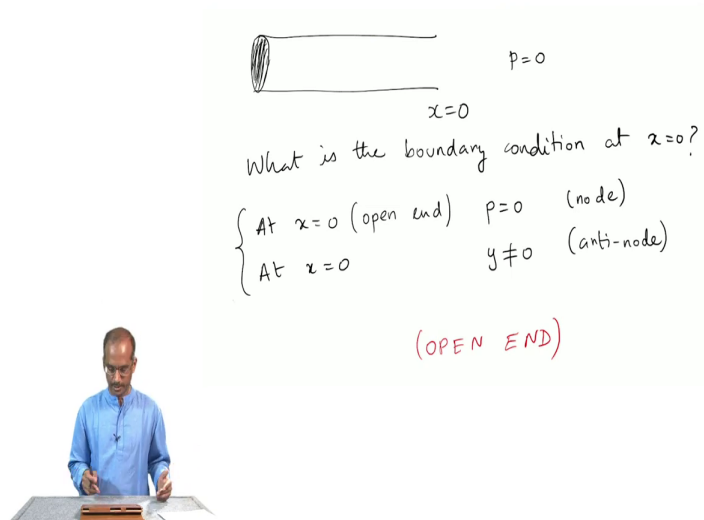 p=0
x=0
What is the boundary condition at x=0?
At x=0 (open end) p=0 (node)
At x=0 y≠0 (anti-node)
(OPEN END)